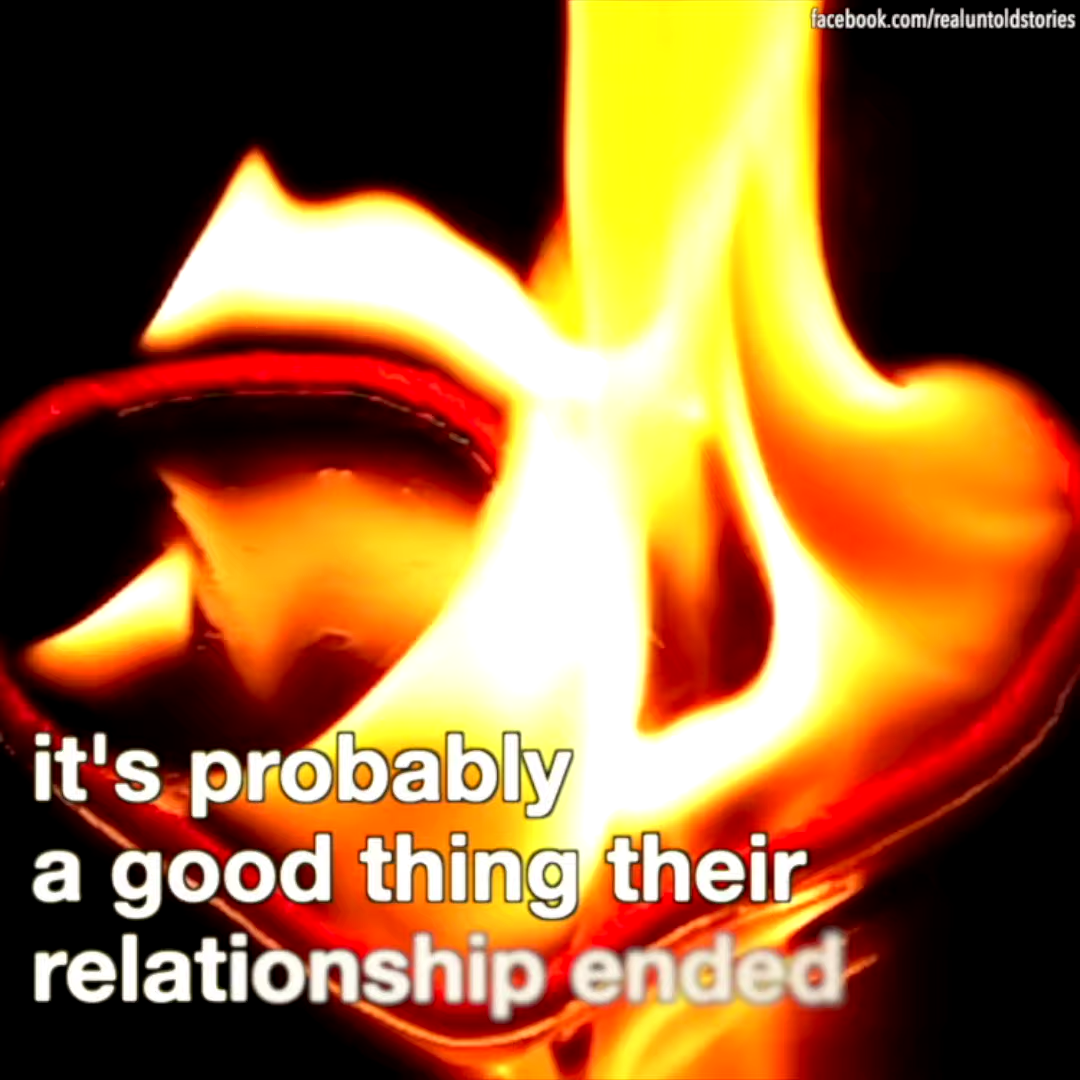 facebook.com/realuntoldstories
it's probably
a good thing their
relationship ended